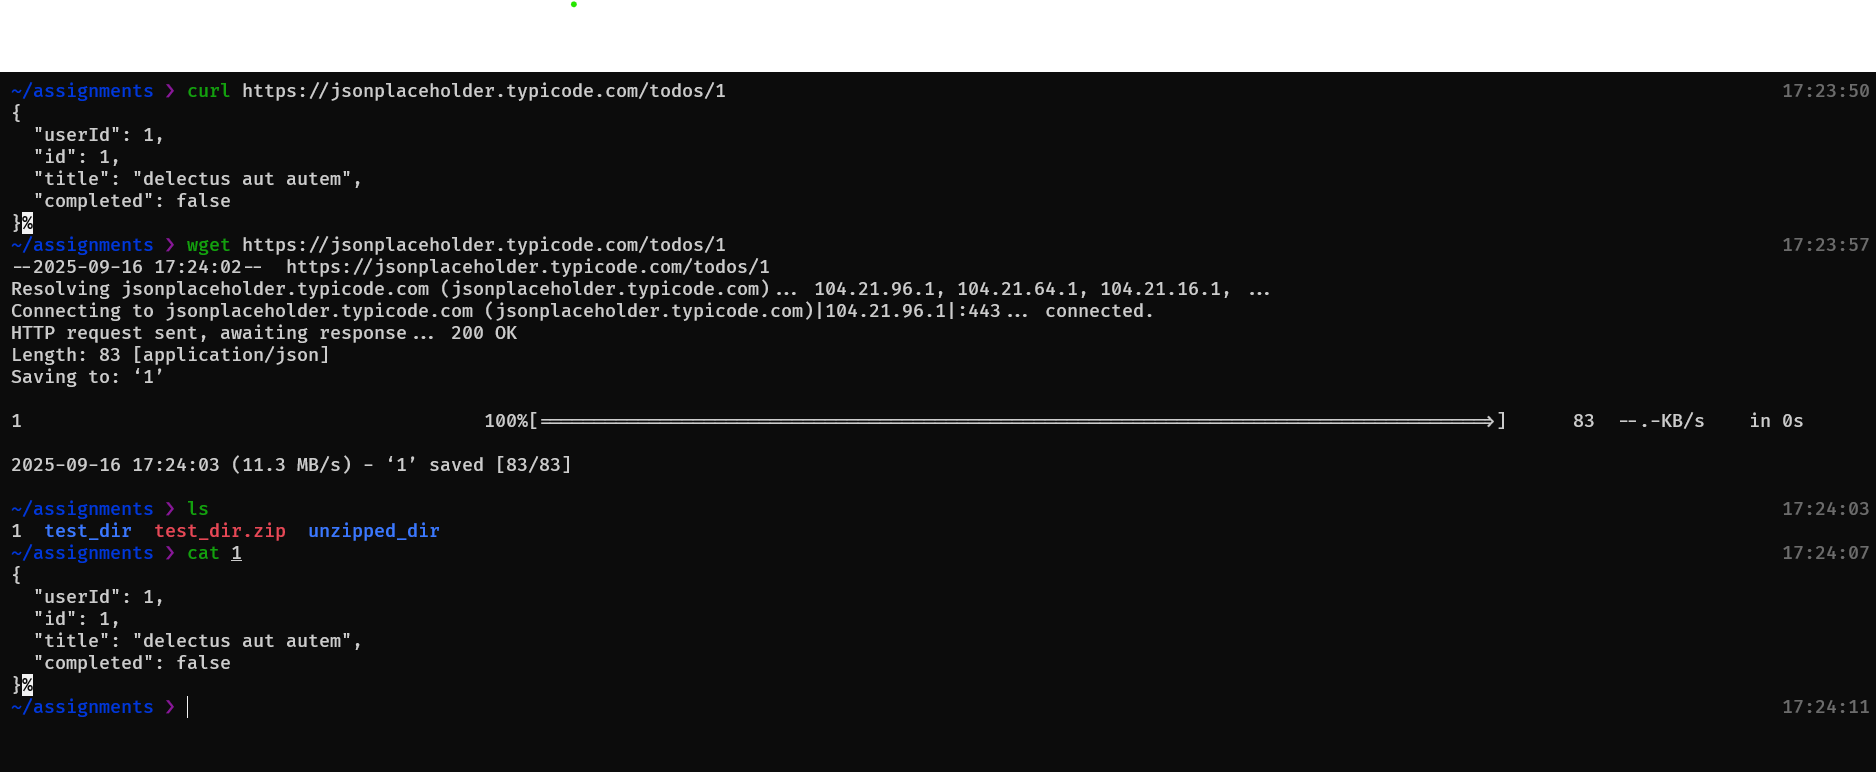 ~/assignments ❯ curl https://jsonplaceholder.typicode.com/todos/1 17:23:50
{
  "userId": 1,
  "id": 1,
  "title": "delectus aut autem",
  "completed": false
}%
~/assignments ❯ wget https://jsonplaceholder.typicode.com/todos/1 17:23:57
--2025-09-16 17:24:02--  https://jsonplaceholder.typicode.com/todos/1
Resolving jsonplaceholder.typicode.com (jsonplaceholder.typicode.com)... 104.21.96.1, 104.21.64.1, 104.21.16.1, ...
Connecting to jsonplaceholder.typicode.com (jsonplaceholder.typicode.com)|104.21.96.1|:443... connected.
HTTP request sent, awaiting response... 200 OK
Length: 83 [application/json]
Saving to: ‘1’
1 100%[======================================================================================>] 83 --.-KB/s in 0s
2025-09-16 17:24:03 (11.3 MB/s) - ‘1’ saved [83/83]
~/assignments ❯ ls 17:24:03
1  test_dir  test_dir.zip  unzipped_dir
~/assignments ❯ cat 1 17:24:07
{
  "userId": 1,
  "id": 1,
  "title": "delectus aut autem",
  "completed": false
}%
~/assignments ❯ 17:24:11